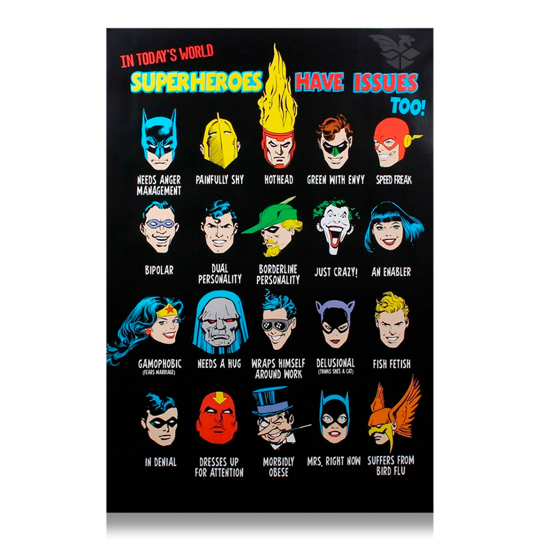 IN TODAY'S WORLD
SUPERHEROES HAVE ISSUES
TOO!
NEEDS ANGER
MANAGEMENT
PAINFULLY SHY
HOTHEAD
GREEN WITH ENVY
SPEED FREAK
BIPOLAR
DUAL
PERSONALITY
BORDERLINE
PERSONALITY
JUST CRAZY!
AN ENABLER
GAMOPHOBIC
(FEARS MARRIAGE)
NEEDS A HUG
WRAPS HIMSELF
AROUND WORK
DELUSIONAL
(THINKS SHE'S A CAT)
FISH FETISH
IN DENIAL
DRESSES UP
FOR ATTENTION
MORBIDLY
OBESE
MRS. RIGHT NOW
SUFFERS FROM
BIRD FLU